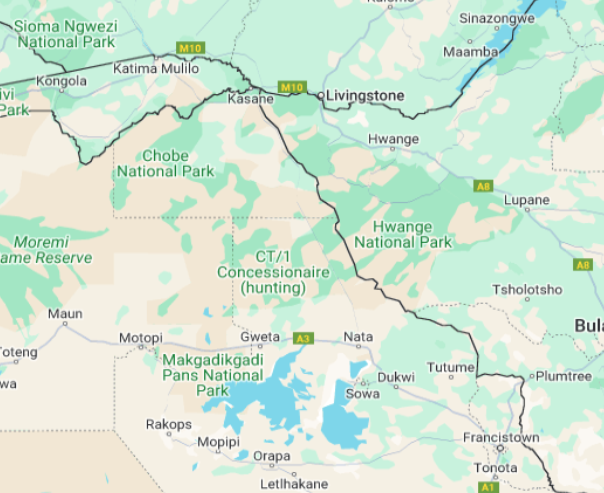 Sinazongwe
Sioma Ngwezi
National Park
Maamba
M10
Katima Mulilo
Kongola
M10
Livingstone
Kasane
Park
Hwange
Chobe
National Park
A8
Lupane
Hwange
National Park
Moremi
ame Reserve
CT/1
Concessionaire
(hunting)
A8
Tsholotsho
Maun
Motopi
Gweta
A3
Nata
Toteng
Makgadikgadi
Pans National
Park
Tutume
Dukwi
Plumtree
Sowa
Rakops
Mopipi
Francistown
Orapa
Tonota
Letlhakane
A1